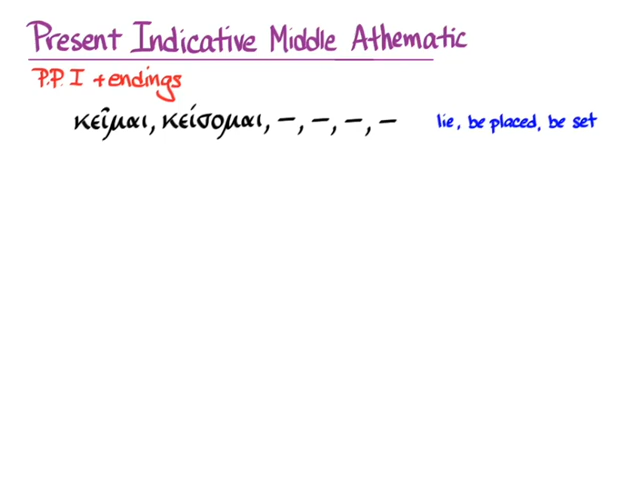 Present Indicative Middle Athematic
P.P. I + endings
κεῖμαι, κείσομαι, –, –, –, – lie, be placed, be set